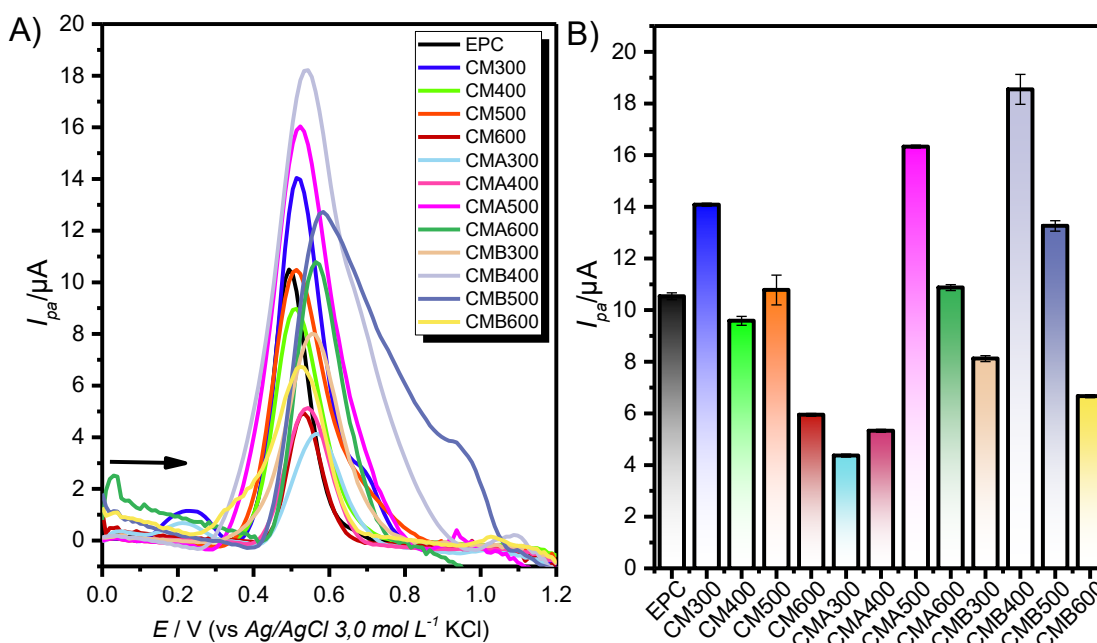 A)
20
18
16
14
12
10
8
6
4
2
0
I_pa/µA
EPC
CM300
CM400
CM500
CM600
CMA300
CMA400
CMA500
CMA600
CMB300
CMB400
CMB500
CMB600
0.0 0.2 0.4 0.6 0.8 1.0 1.2
E / V (vs Ag/AgCl 3,0 mol L⁻¹ KCl)
B)
20
18
16
14
12
10
8
6
4
2
0
I_pa/µA
EPC
CM300
CM400
CM500
CM600
CMA300
CMA400
CMA500
CMA600
CMB300
CMB400
CMB500
CMB600